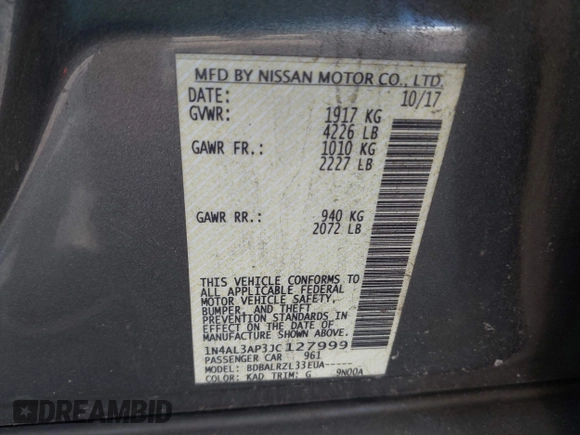 MFD BY NISSAN MOTOR CO., LTD.
DATE: 10/17
GVWR: 1917 KG
4226 LB
GAWR FR.: 1010 KG
2227 LB
GAWR RR.: 940 KG
2072 LB
THIS VEHICLE CONFORMS TO
ALL APPLICABLE FEDERAL
MOTOR VEHICLE SAFETY,
BUMPER, AND THEFT
PREVENTION STANDARDS IN
EFFECT ON THE DATE OF
MANUFACTURE SHOWN ABOVE.
1N4AL3AP3JC127999
PASSENGER CAR 961
MODEL: BDBALRZL33EUA-----
COLOR: KAD TRIM: G 9N00A
DREAMBID